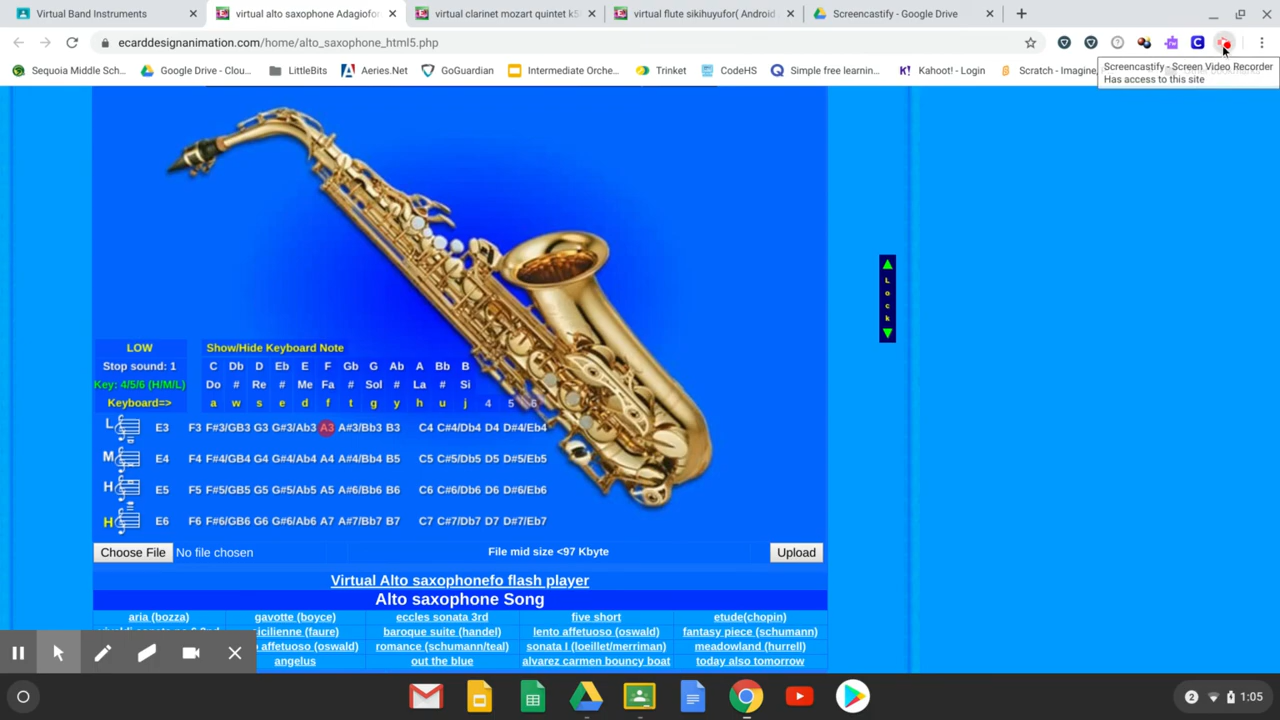 Virtual Band Instruments
virtual alto saxophone Adagiofor
virtual clarinet mozart quintet k5
virtual flute sikihuyufor( Android
Screencastify - Google Drive
ecarddesignanimation.com/home/alto_saxophone_html5.php
Sequoia Middle Sch...
Google Drive - Clou...
LittleBits
Aeries.Net
GoGuardian
Intermediate Orche...
Trinket
CodeHS
Simple free learnin...
Kahoot! - Login
Scratch - Imagine,
Screencastify - Screen Video Recorder
Has access to this site
Lock
LOW
Show/Hide Keyboard Note
Stop sound: 1
C Db D Eb E F Gb G Ab A Bb B
Key: 4/5/6 (H/M/L)
Do # Re # Me Fa # Sol # La # Si
Keyboard=>
a w s e d f t g y h u j 4 5 6
L E3 F3 F#3/GB3 G3 G#3/Ab3 A3 A#3/Bb3 B3 C4 C#4/Db4 D4 D#4/Eb4
M E4 F4 F#4/GB4 G4 G#4/Ab4 A4 A#4/Bb4 B5 C5 C#5/Db5 D5 D#5/Eb5
H E5 F5 F#5/GB5 G5 G#5/Ab5 A5 A#6/Bb6 B6 C6 C#6/Db6 D6 D#6/Eb6
H E6 F6 F#6/GB6 G6 G#6/Ab6 A7 A#7/Bb7 B7 C7 C#7/Db7 D7 D#7/Eb7
Choose File No file chosen
File mid size <97 Kbyte
Upload
Virtual Alto saxophonefo flash player
Alto saxophone Song
aria (bozza) gavotte (boyce) eccles sonata 3rd five short etude(chopin)
icilienne (faure) baroque suite (handel) lento affetuoso (oswald) fantasy piece (schumann)
affetuoso (oswald) romance (schumann/teal) sonata I (loeillet/merriman) meadowland (hurrell)
angelus out the blue alvarez carmen bouncy boat today also tomorrow
2 1:05